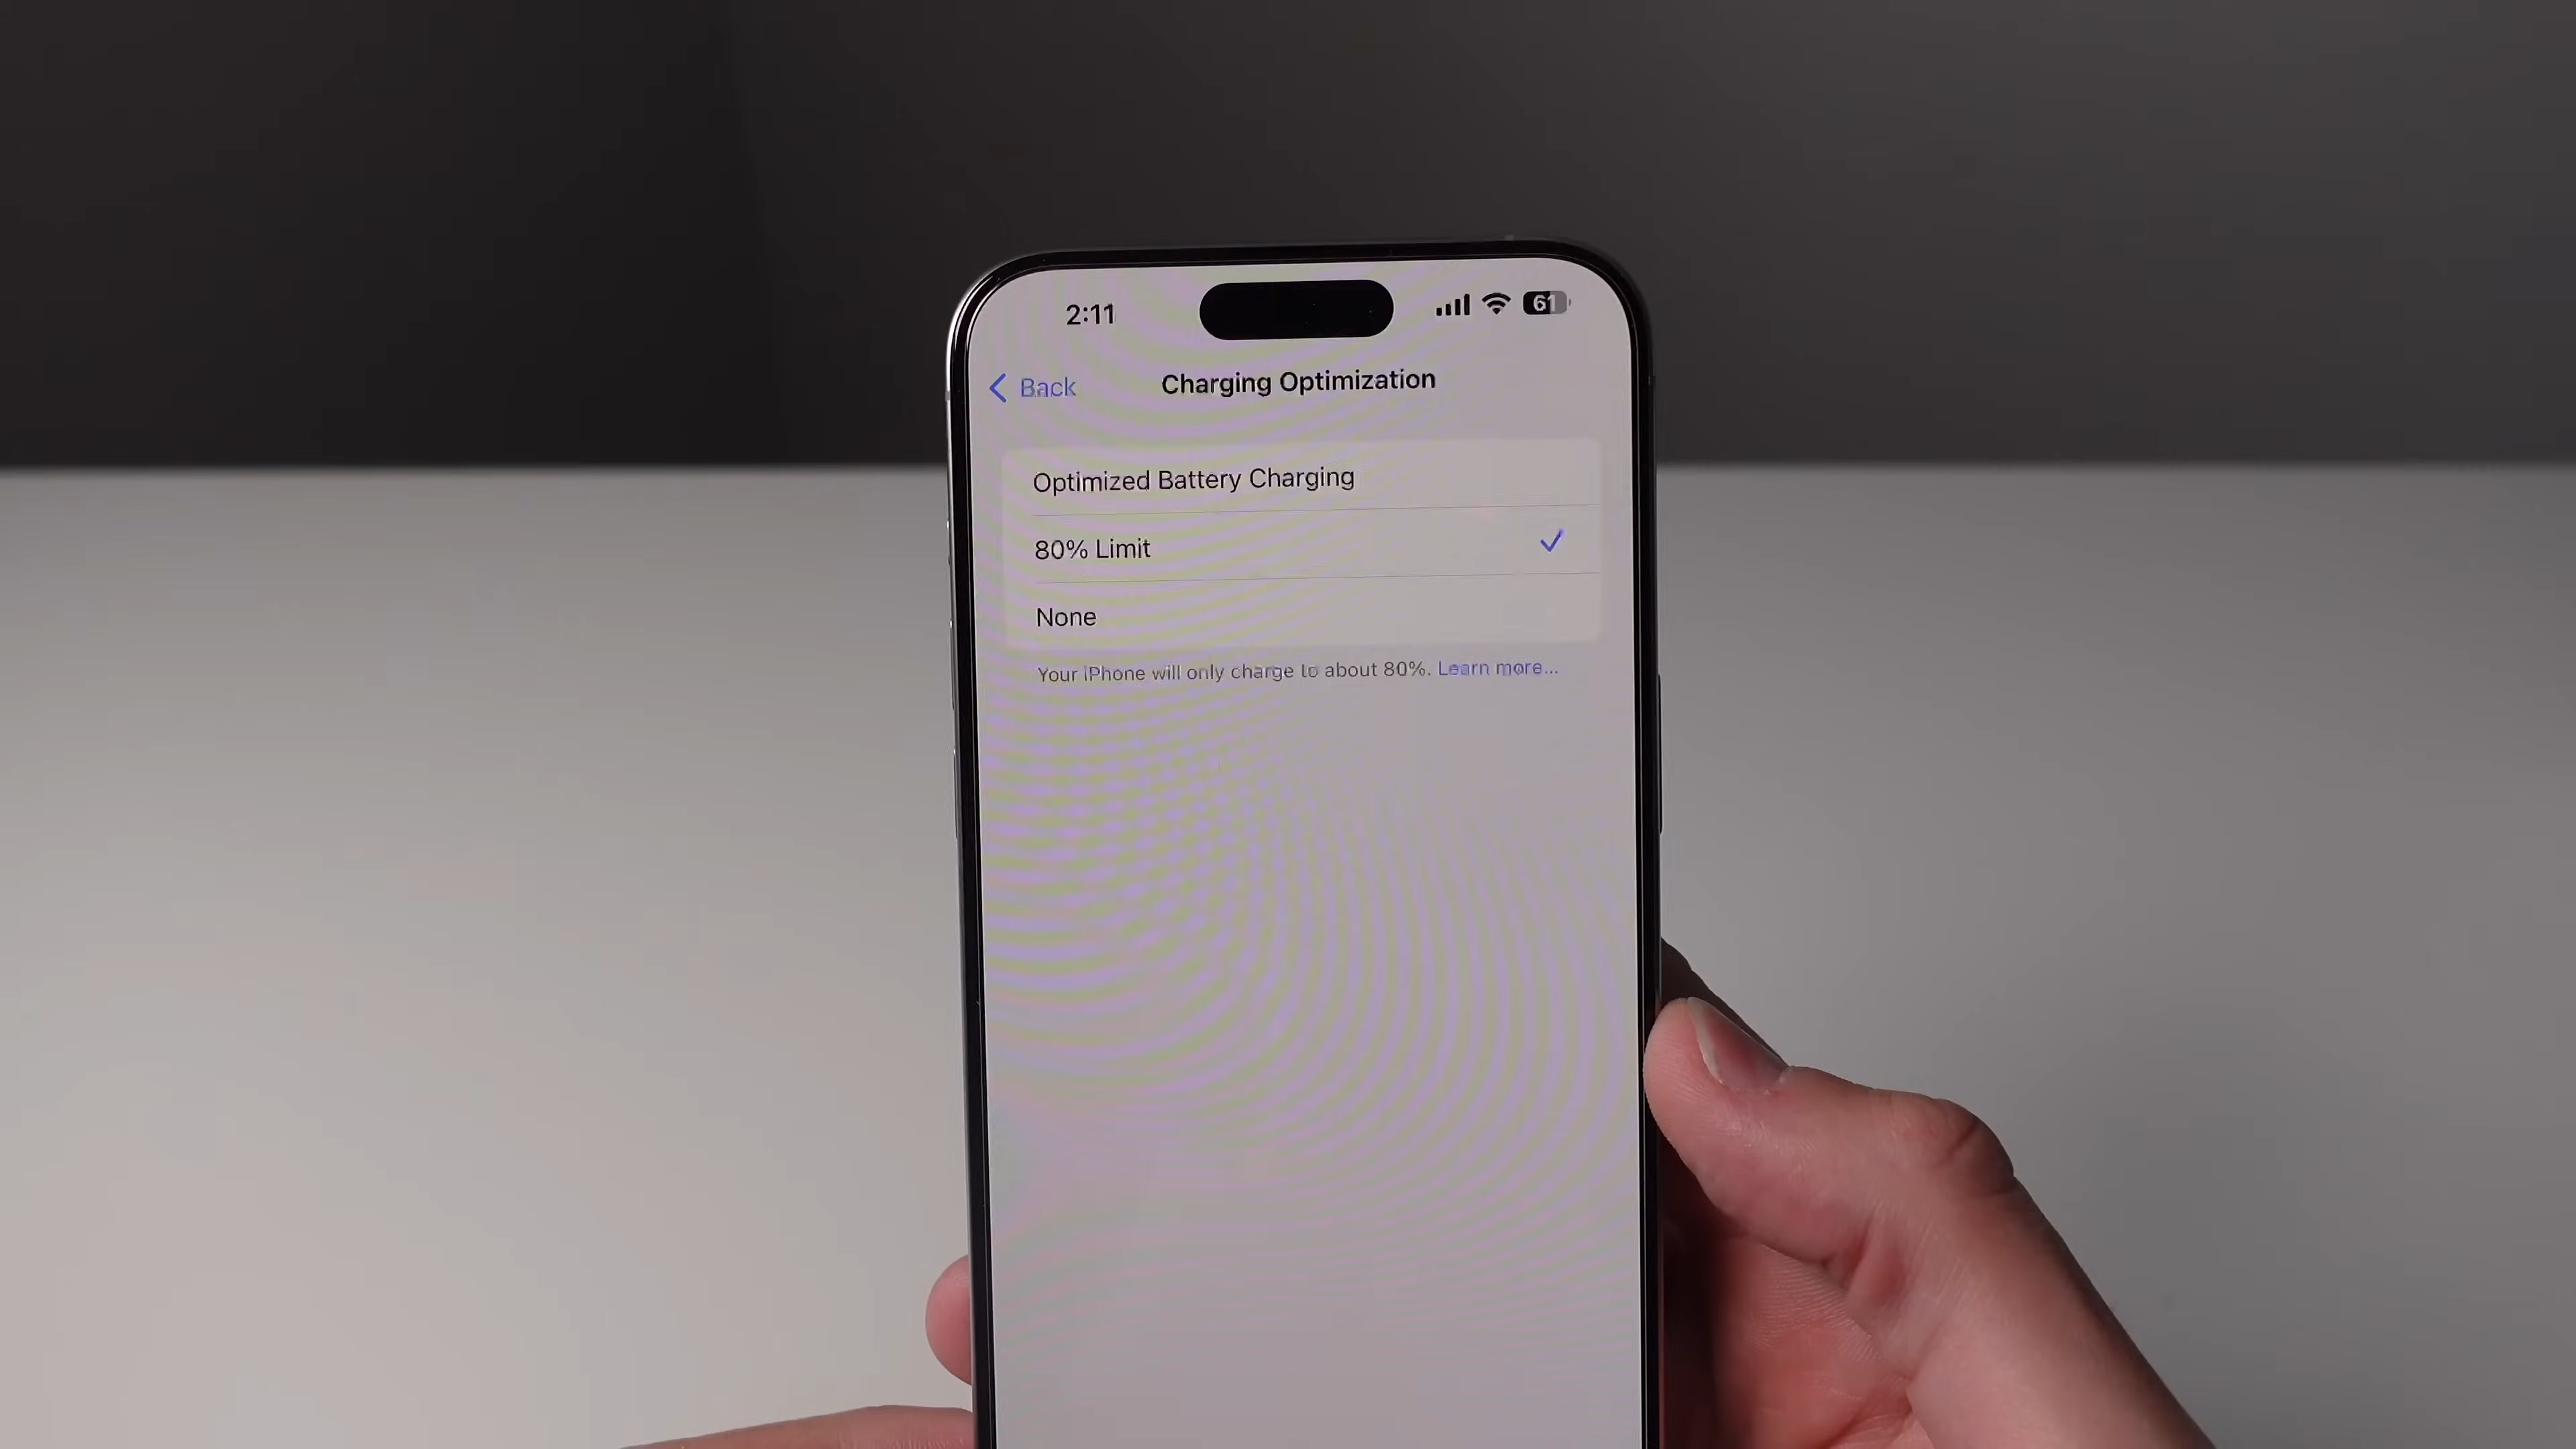 2:11
61
Back
Charging Optimization
Optimized Battery Charging
80% Limit
None
Your iPhone will only charge to about 80%. Learn more...